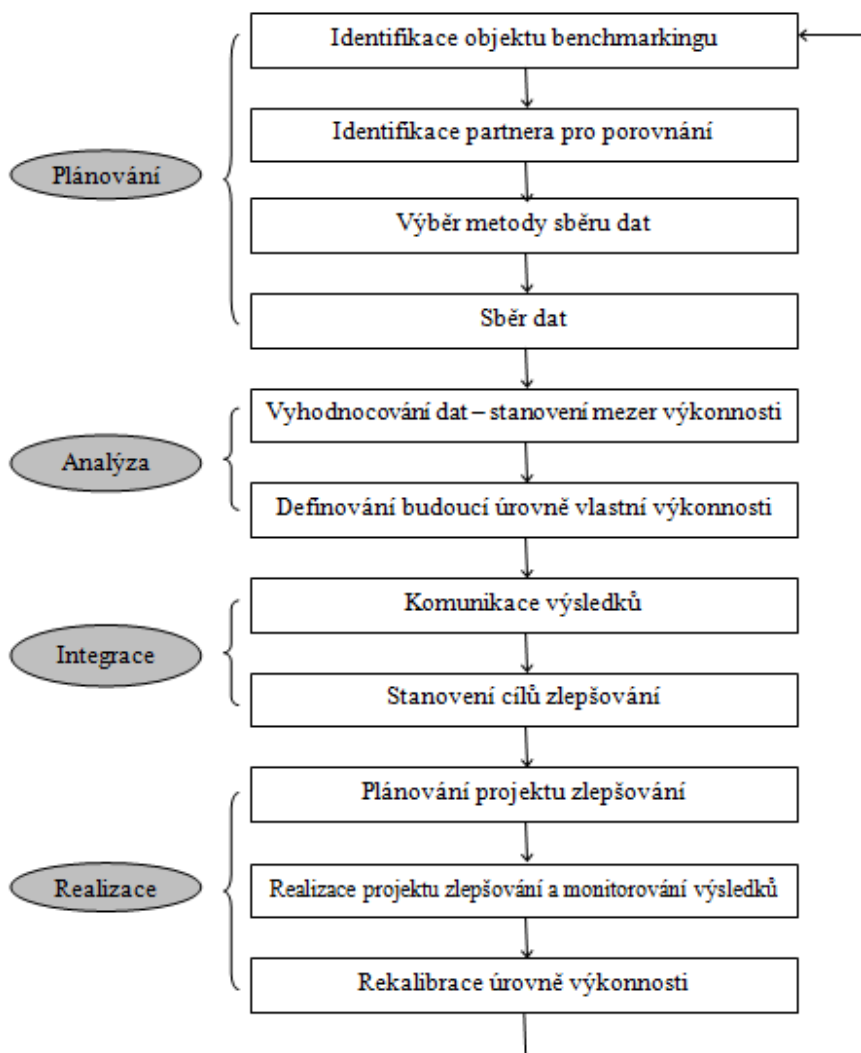 Identifikace objektu benchmarkingu
Identifikace partnera pro porovnání
Plánování
Výběr metody sběru dat
Sběr dat
Vyhodnocování dat – stanovení mezer výkonnosti
Analýza
Definování budoucí úrovně vlastní výkonnosti
Komunikace výsledků
Integrace
Stanovení cílů zlepšování
Plánování projektu zlepšování
Realizace
Realizace projektu zlepšování a monitorování výsledků
Rekalibrace úrovně výkonnosti